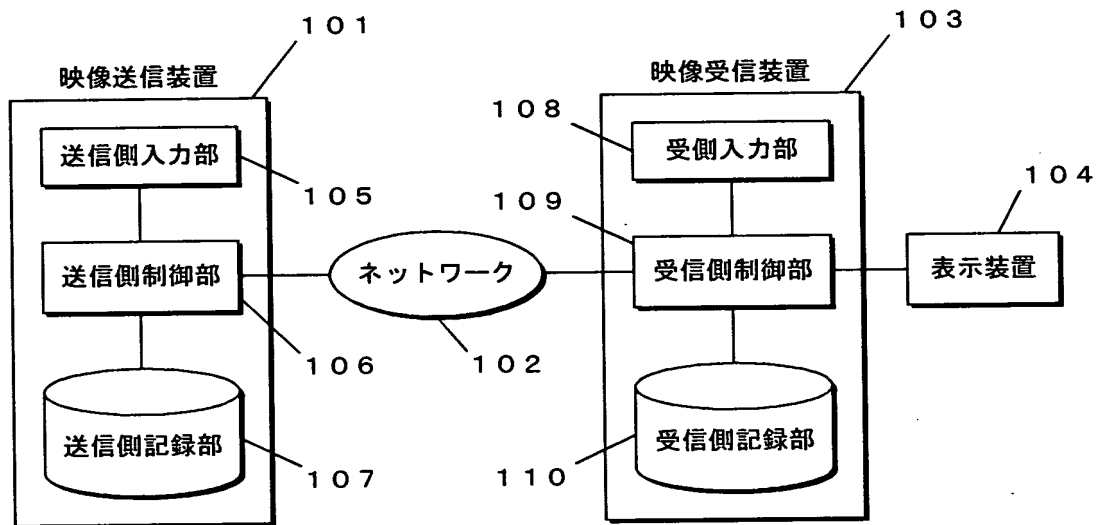 １０１
映像送信装置
送信側入力部
１０５
送信側制御部
１０６
送信側記録部
１０７
ネットワーク
１０２
１０３
映像受信装置
１０８
受側入力部
１０９
受信側制御部
受信側記録部
１１０
１０４
表示装置